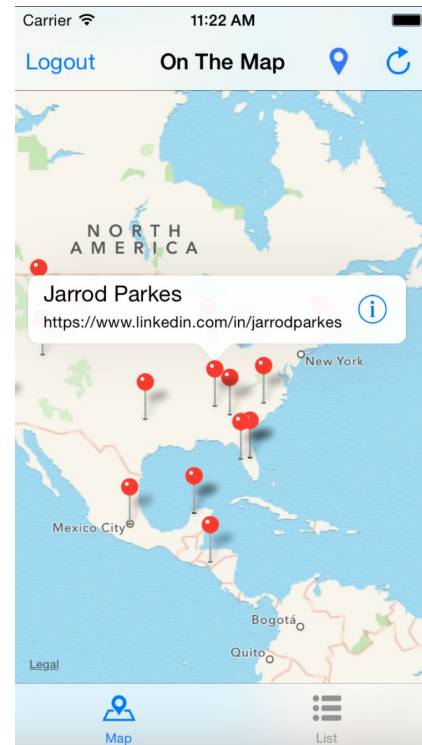 Carrier 11:22 AM
Logout On The Map
NORTH
AMERICA
Jarrod Parkes
https://www.linkedin.com/in/jarrodparkes
New York
Mexico City
Bogotá
Quito
Legal
Map List